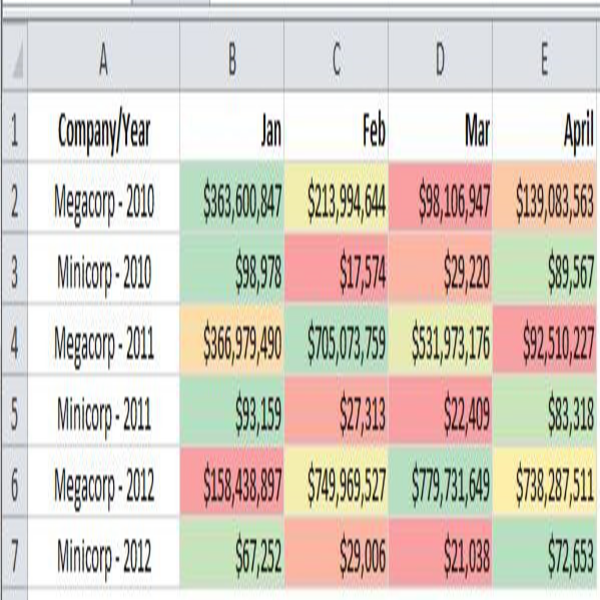 A B C D E
1 Company/Year Jan Feb Mar April
2 Megacorp - 2010 $363,600,847 $213,994,644 $98,106,947 $139,083,563
3 Minicorp - 2010 $98,978 $17,574 $29,220 $89,567
4 Megacorp - 2011 $366,979,490 $705,073,759 $531,973,176 $92,510,227
5 Minicorp - 2011 $93,159 $27,313 $22,409 $83,318
6 Megacorp - 2012 $158,438,897 $749,969,527 $779,731,649 $738,287,511
7 Minicorp - 2012 $67,252 $29,006 $21,038 $72,653